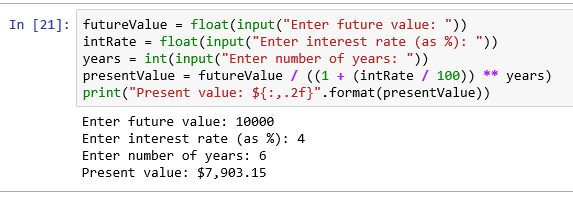 In [21]: futureValue = float(input("Enter future value: "))
intRate = float(input("Enter interest rate (as %): "))
years = int(input("Enter number of years: "))
presentValue = futureValue / ((1 + (intRate / 100)) ** years)
print("Present value: ${:,.2f}".format(presentValue))
Enter future value: 10000
Enter interest rate (as %): 4
Enter number of years: 6
Present value: $7,903.15